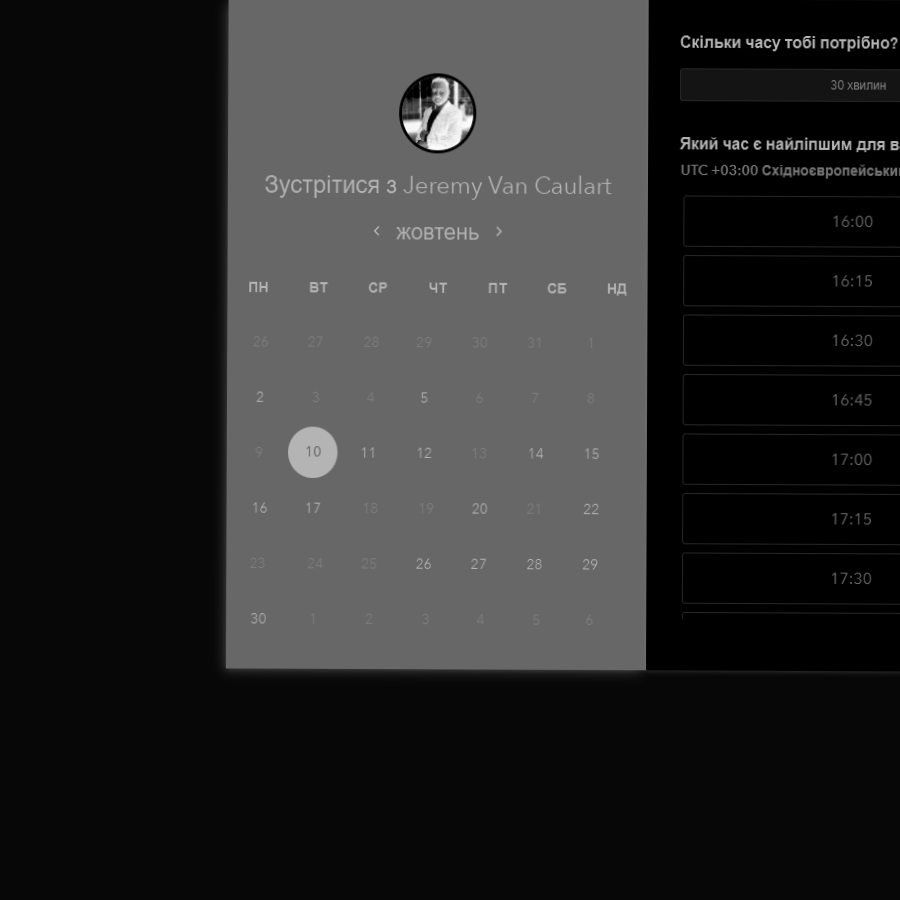 Зустрітися з Jeremy Van Caulart
жовтень
ПН ВТ СР ЧТ ПТ СБ НД
26 27 28 29 30 31 1
2 3 4 5 6 7 8
9 10 11 12 13 14 15
16 17 18 19 20 21 22
23 24 25 26 27 28 29
30 1 2 3 4 5 6
Скільки часу тобі потрібно?
30 хвилин
Який час є найліпшим для
UTC +03:00
16:00
16:15
16:30
16:45
17:00
17:15
17:30